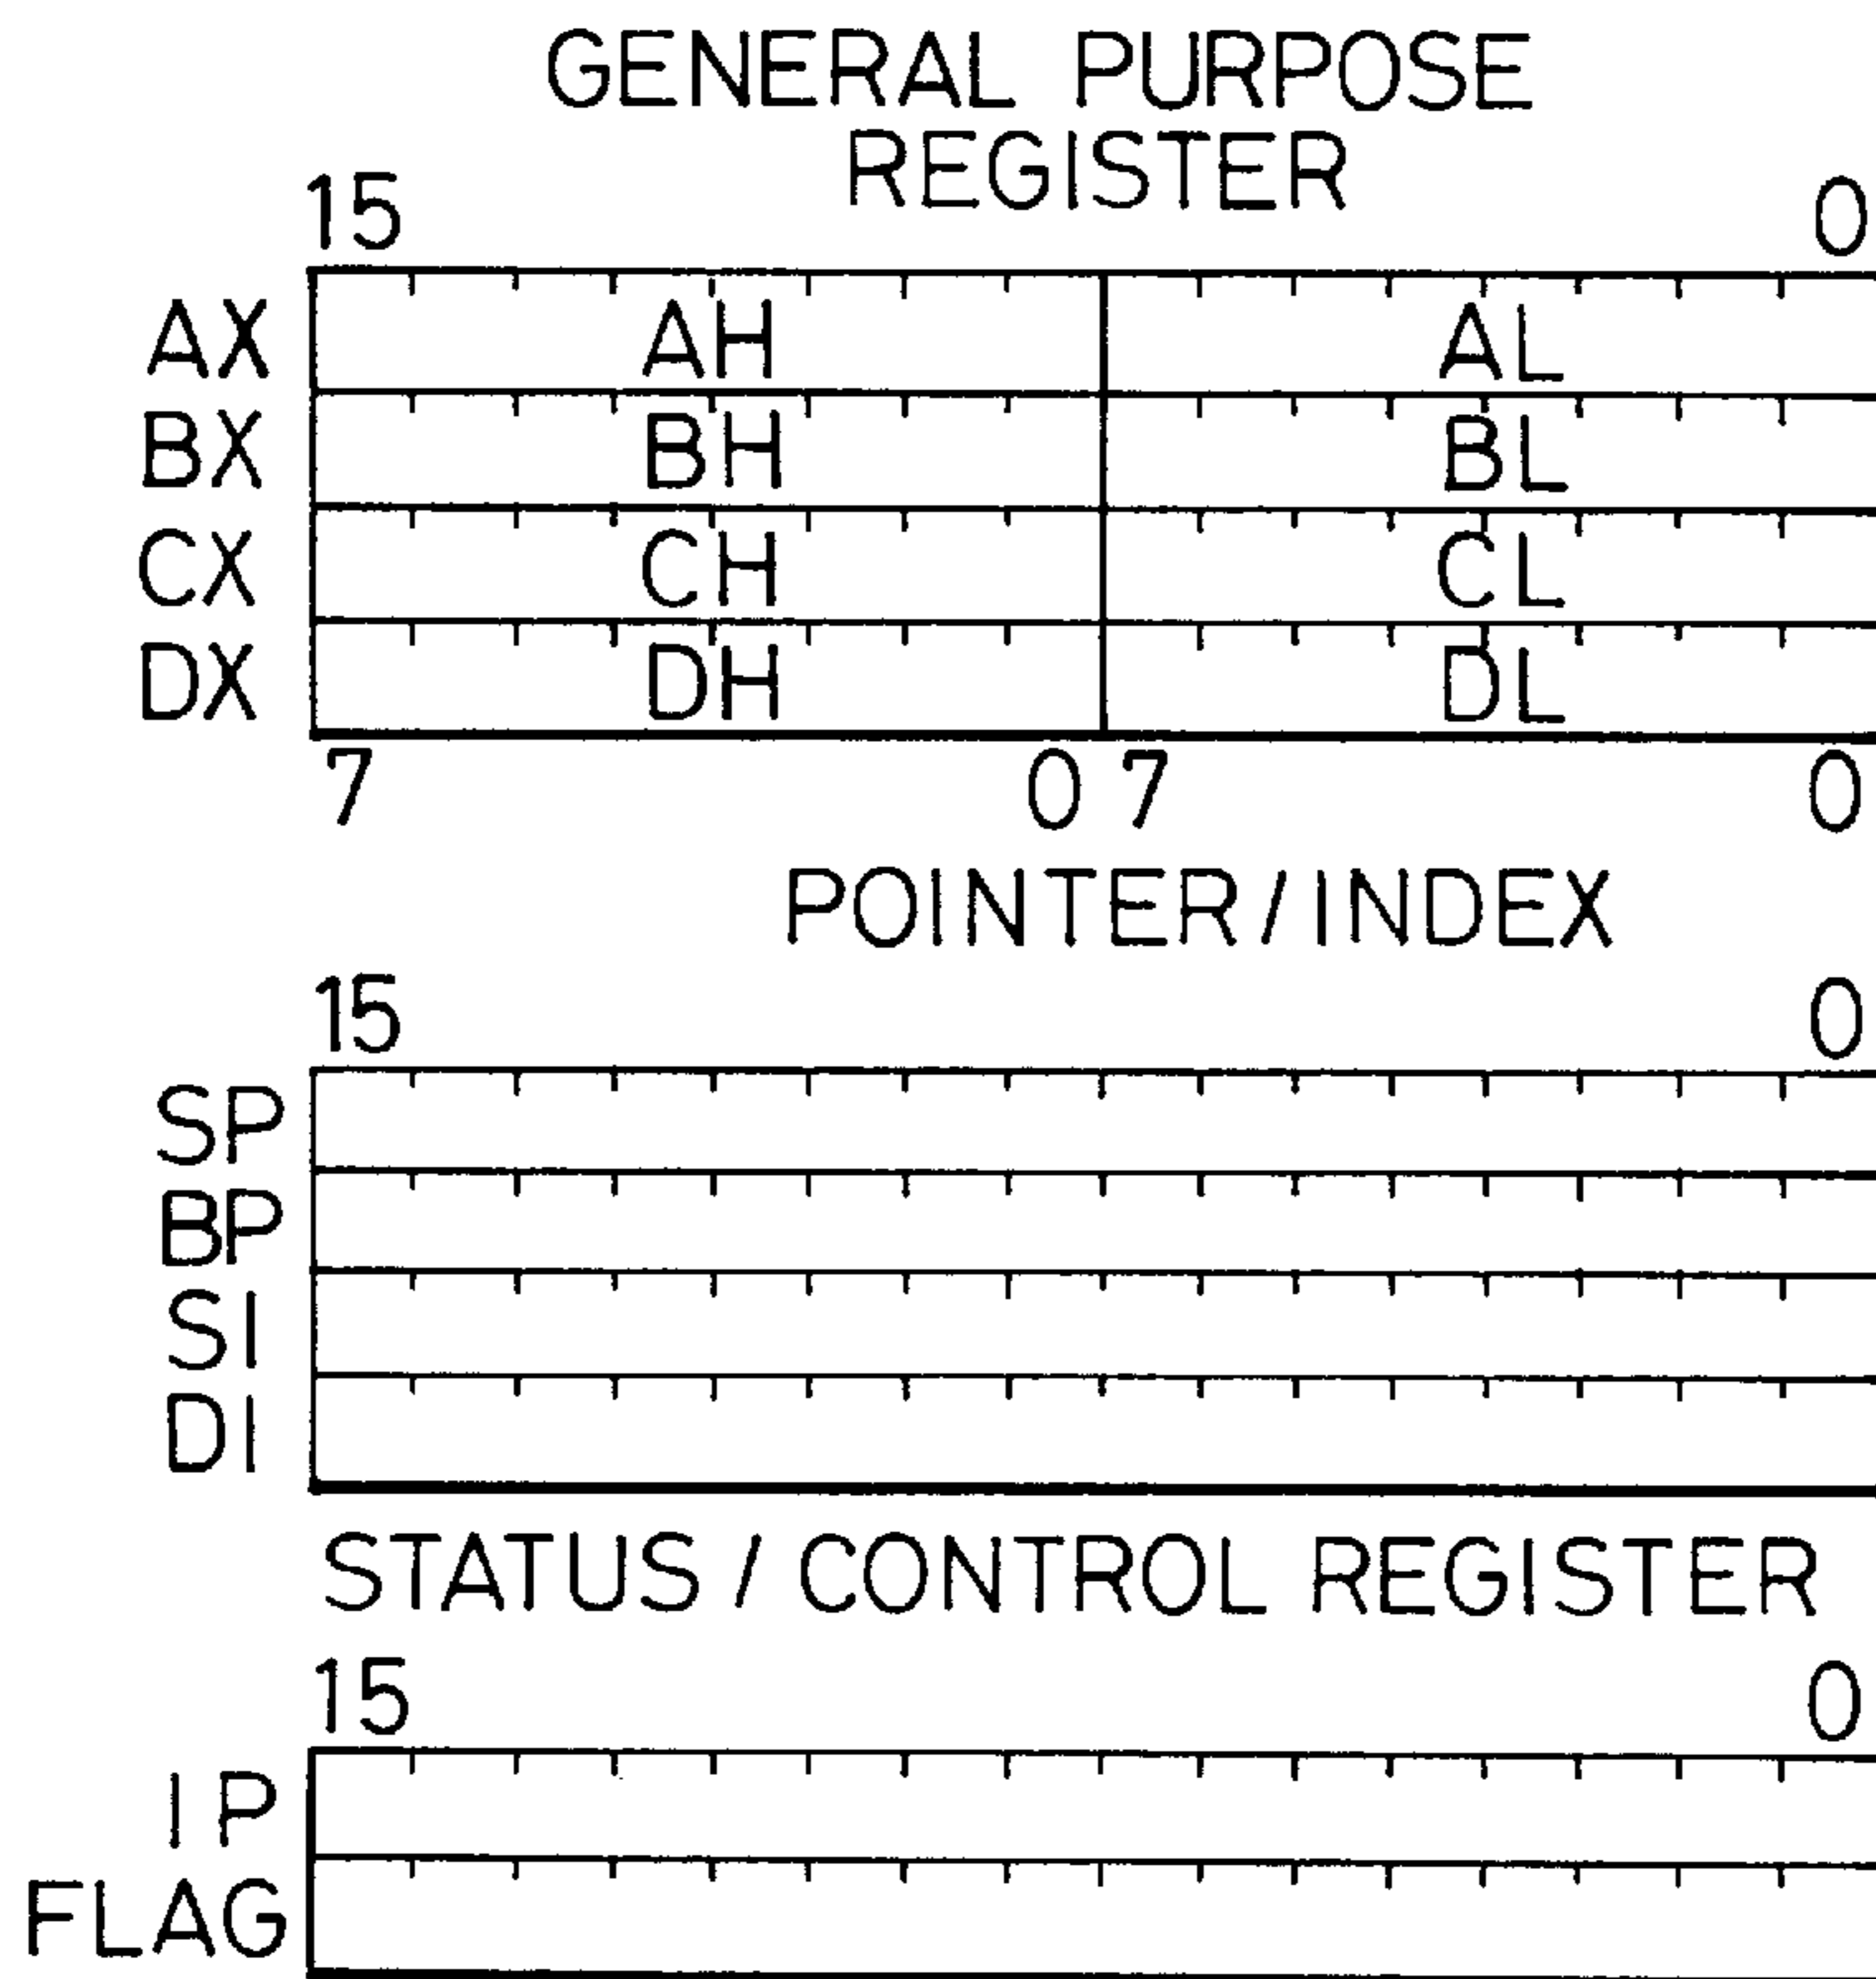 GENERAL PURPOSE
REGISTER
15 0
AX AH AL
BX BH BL
CX CH CL
DX DH DL
7 0 7 0
POINTER/INDEX
15 0
SP
BP
SI
DI
STATUS/CONTROL REGISTER
15 0
IP
FLAG